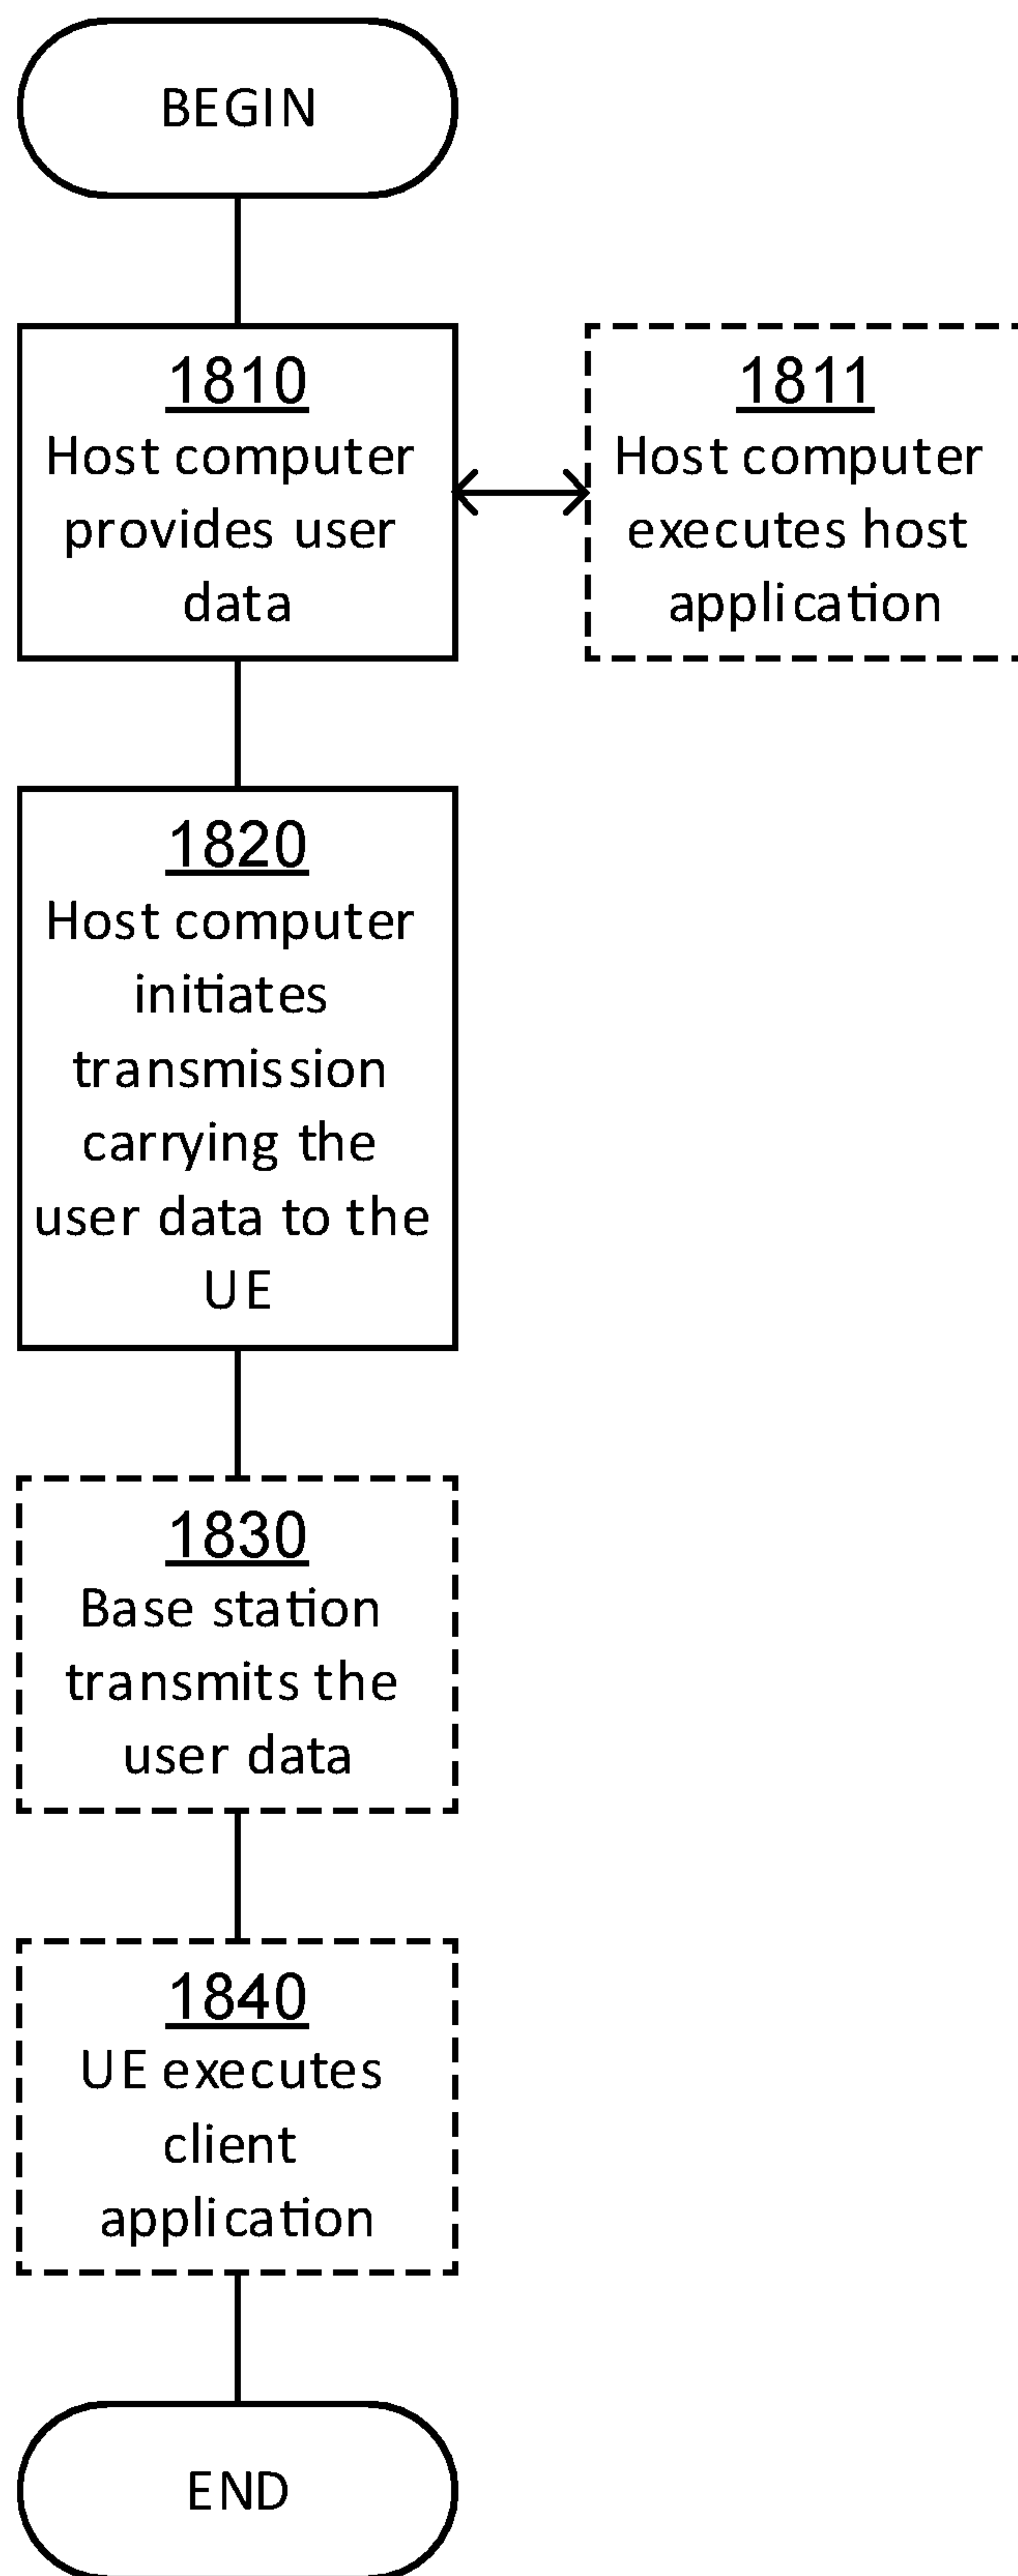 BEGIN
1810
Host computer
provides user
data
1811
Host computer
executes host
application
1820
Host computer
initiates
transmission
carrying the
user data to the
UE
1830
Base station
transmits the
user data
1840
UE executes
client
application
END